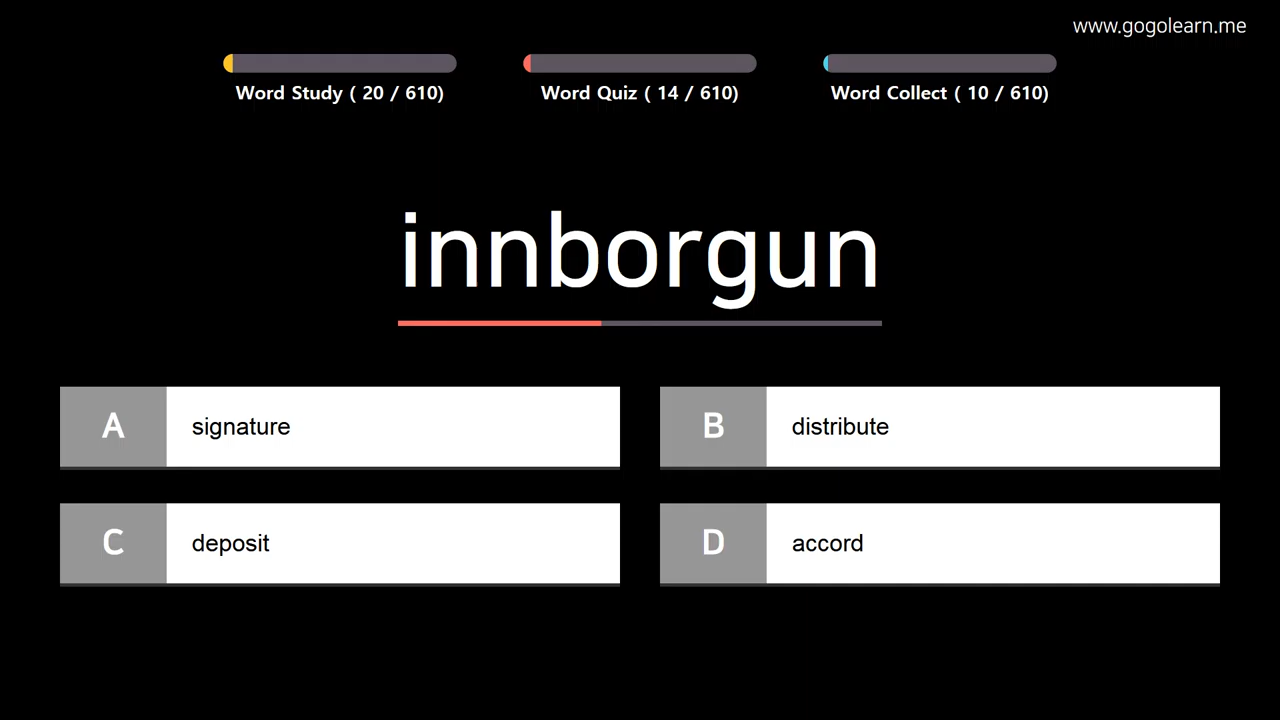 www.gogolearn.me
Word Study ( 20 / 610)
Word Quiz ( 14 / 610)
Word Collect ( 10 / 610)
innborgun
A signature
B distribute
C deposit
D accord